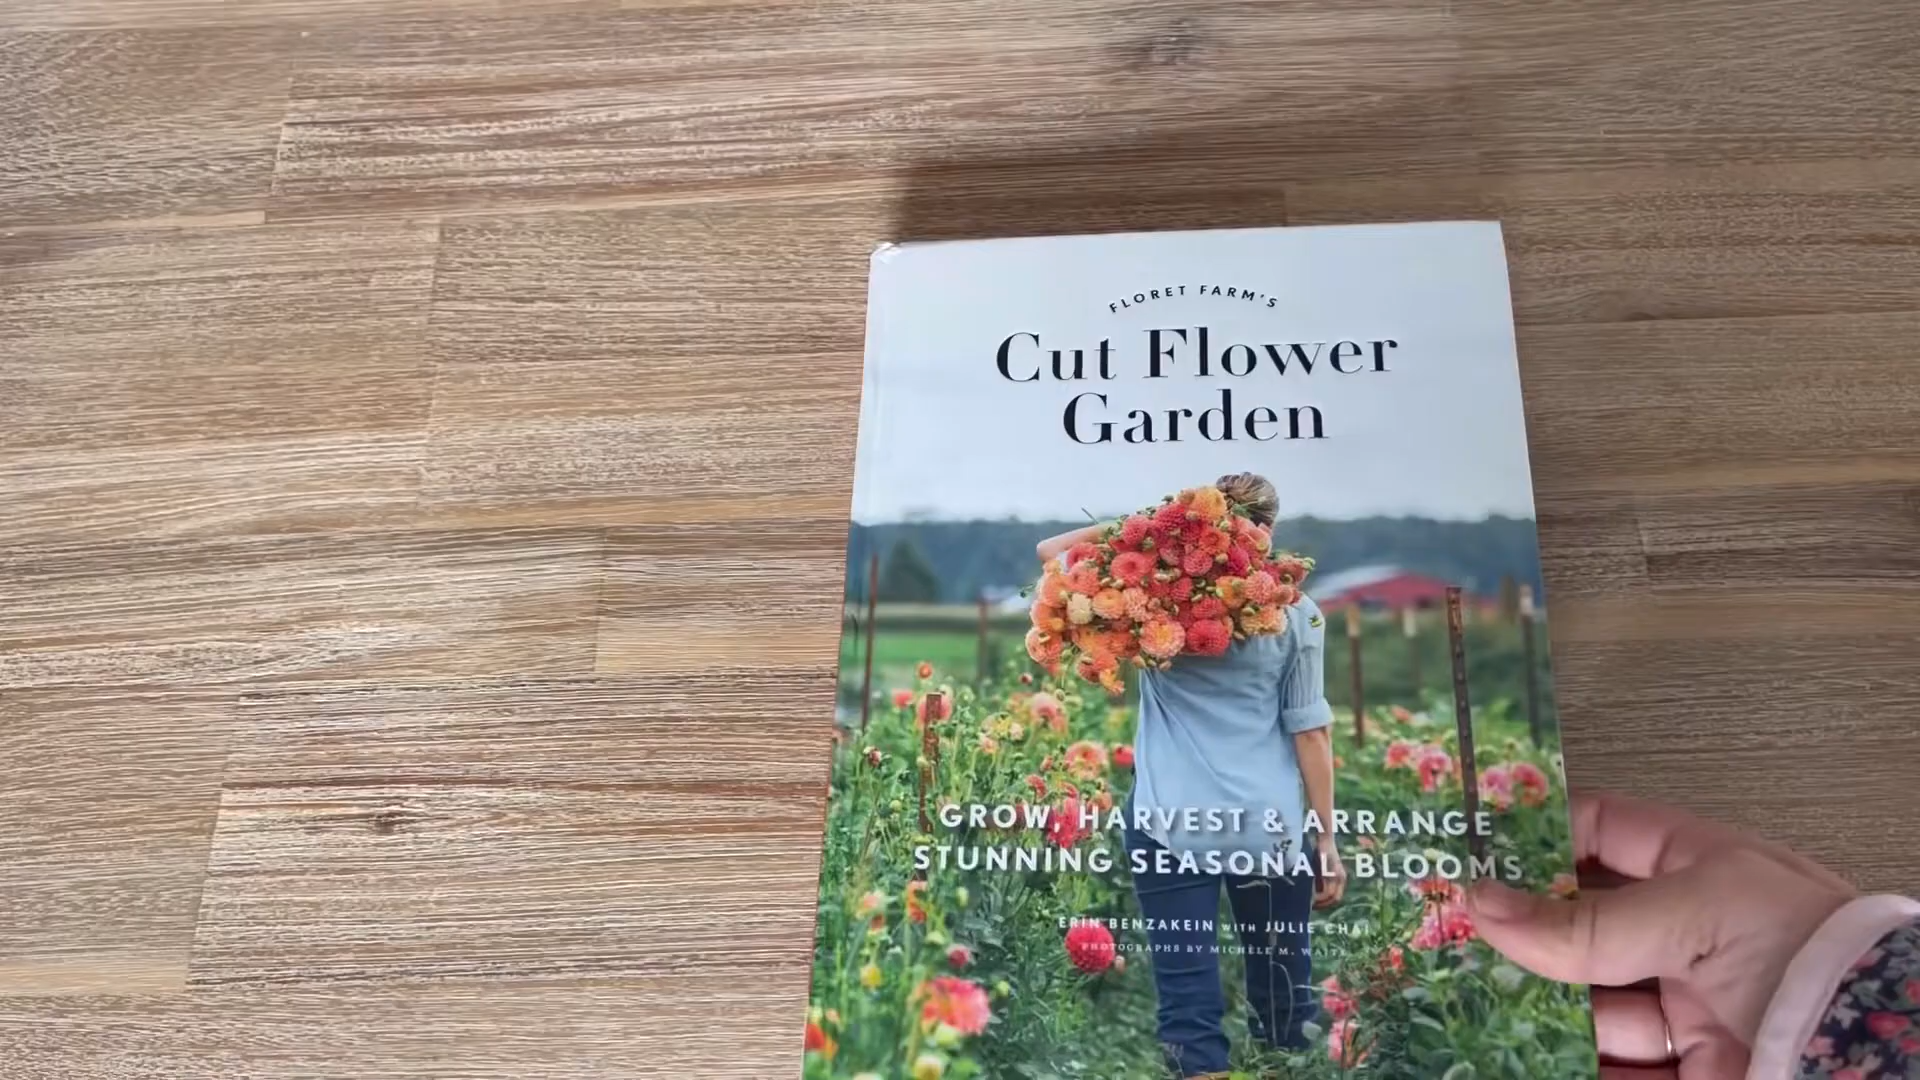 FLORET FARM'S
Cut Flower
Garden
GROW, HARVEST & ARRANGE
STUNNING SEASONAL BLOOMS
ERIN BENZAKEIN WITH JULIE CHAI
PHOTOGRAPHS BY MICHÈLE M. WAITE